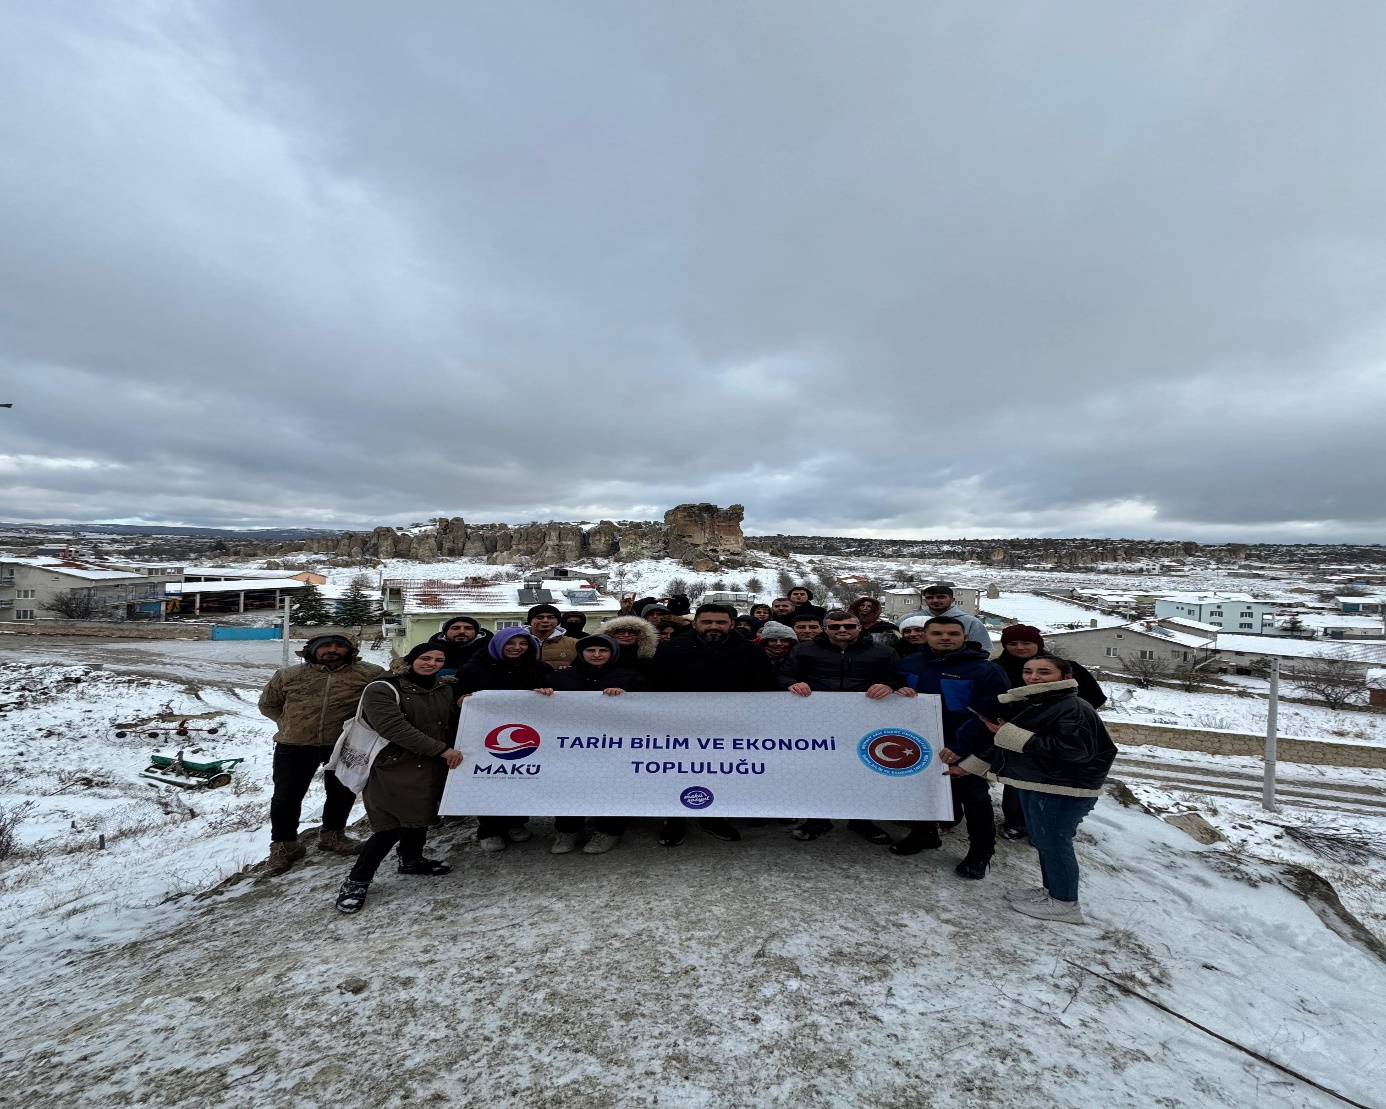 TARİH BİLİM VE EKONOMİ
TOPLULUĞU
MAKÜ